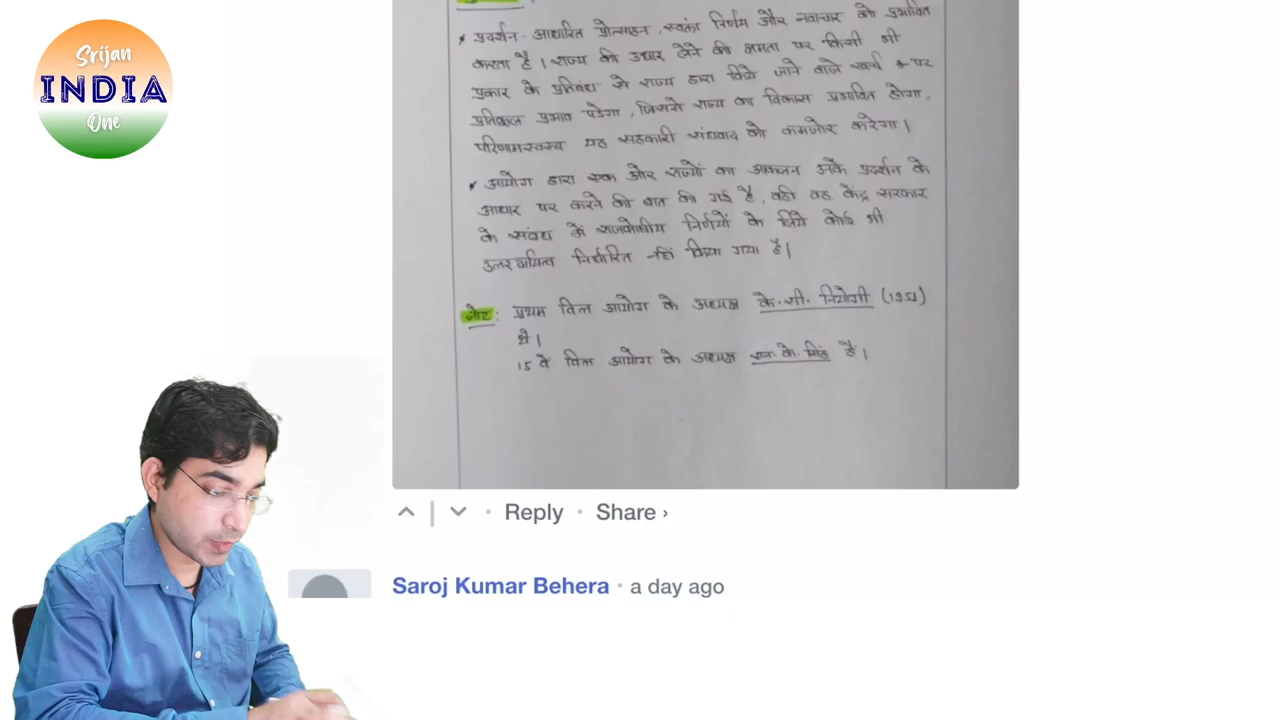 Srijan
INDIA
One
* प्रदर्शन-आधारित प्रोत्साहन, स्वतंत्र निर्णय और नवाचार को प्रभावित
करता है। राज्य की उधार लेने की क्षमता पर किसी भी
प्रकार के प्रतिबंध से राज्य द्वारा किये जाने वाले खर्च पर
प्रतिकूल प्रभाव पडेगा, जिससे राज्य का विकास प्रभावित होगा,
परिणामस्वरूप यह सहकारी संघवाद को कमजोर करेगा।
* आयोग द्वारा एक ओर राज्यों का आकलन उनके प्रदर्शन के
आधार पर करने की बात की गई है, वहीं वह केंद्र सरकार
के संबंध में राजकोषीय निर्णयों के लिये कोई भी
उत्तरदायित्व निर्धारित नहीं किया गया है।
नोट: प्रथम वित्त आयोग के अध्यक्ष के.सी. नियोगी (1951)
थे।
15 वें वित्त आयोग के अध्यक्ष एन.के. सिंह हैं।
Reply Share ›
Saroj Kumar Behera • a day ago